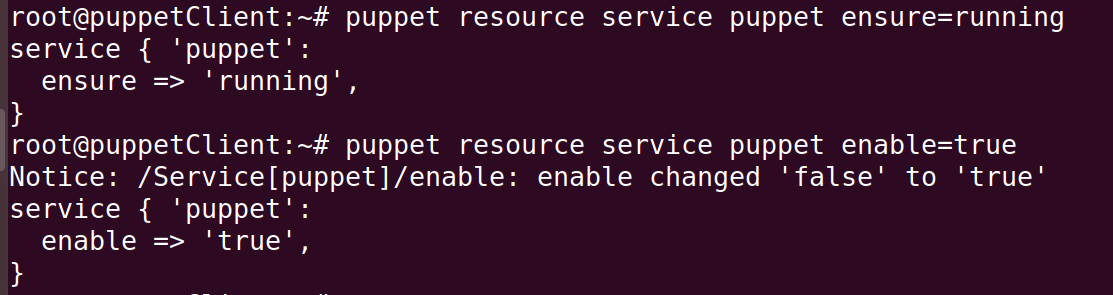 root@puppetClient:~# puppet resource service puppet ensure=running
service { 'puppet':
  ensure => 'running',
}
root@puppetClient:~# puppet resource service puppet enable=true
Notice: /Service[puppet]/enable: enable changed 'false' to 'true'
service { 'puppet':
  enable => 'true',
}